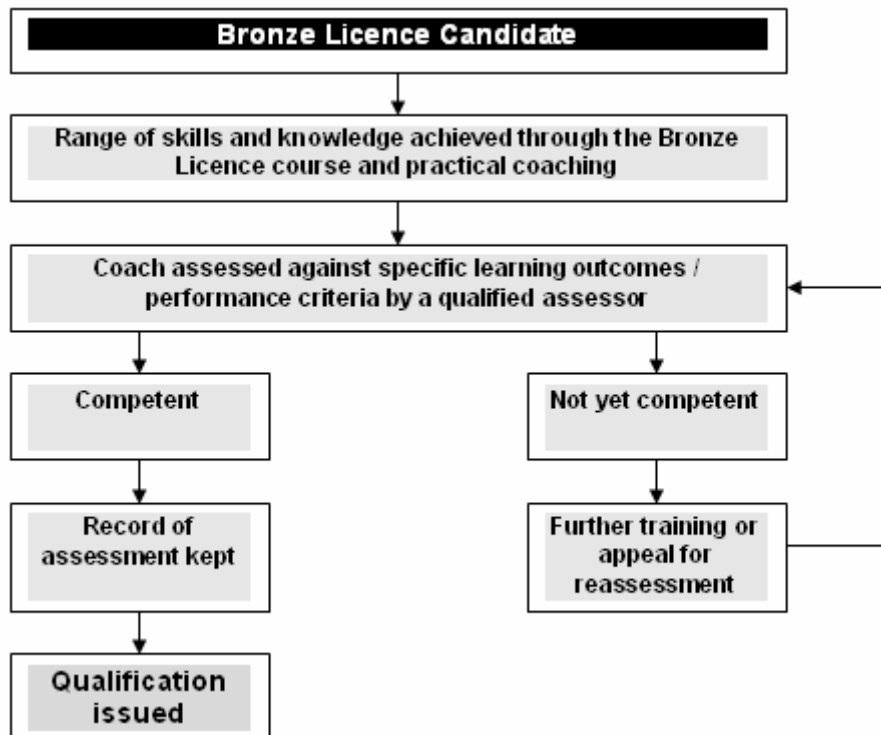 Bronze Licence Candidate
Range of skills and knowledge achieved through the Bronze
Licence course and practical coaching
Coach assessed against specific learning outcomes /
performance criteria by a qualified assessor
Competent
Not yet competent
Record of
assessment kept
Further training or
appeal for
reassessment
Qualification
issued